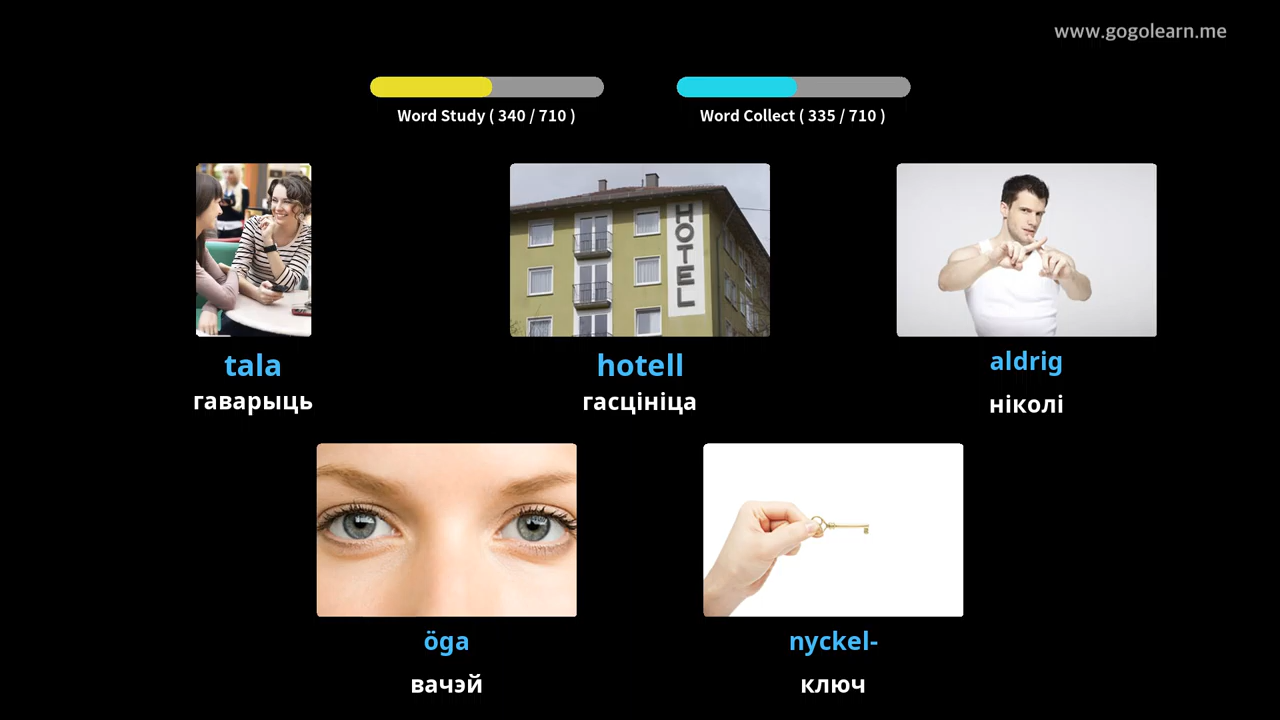 www.gogolearn.me
Word Study ( 340 / 710 )
Word Collect ( 335 / 710 )
HOTEL
tala
hotell
aldrig
гаварыць
гасцініца
ніколі
öga
nyckel-
вачэй
ключ